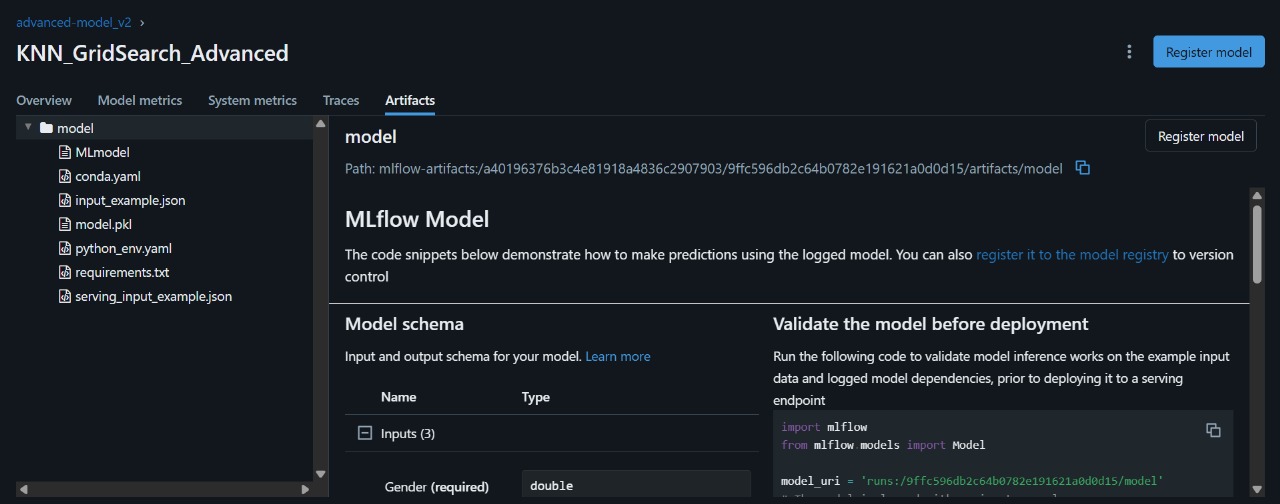 advanced-model_v2 ›
KNN_GridSearch_Advanced
Register model
Overview Model metrics System metrics Traces Artifacts
model
MLmodel
conda.yaml
input_example.json
model.pkl
python_env.yaml
requirements.txt
serving_input_example.json
model
Register model
Path: mlflow-artifacts:/a40196376b3c4e81918a4836c2907903/9ffc596db2c64b0782e191621a0d0d15/artifacts/model
MLflow Model
The code snippets below demonstrate how to make predictions using the logged model. You can also register it to the model registry to version
control
Model schema
Input and output schema for your model. Learn more
Name Type
Inputs (3)
Gender (required) double
Validate the model before deployment
Run the following code to validate model inference works on the example input
data and logged model dependencies, prior to deploying it to a serving
endpoint
import mlflow
from mlflow.models import Model
model_uri = 'runs:/9ffc596db2c64b0782e191621a0d0d15/model'